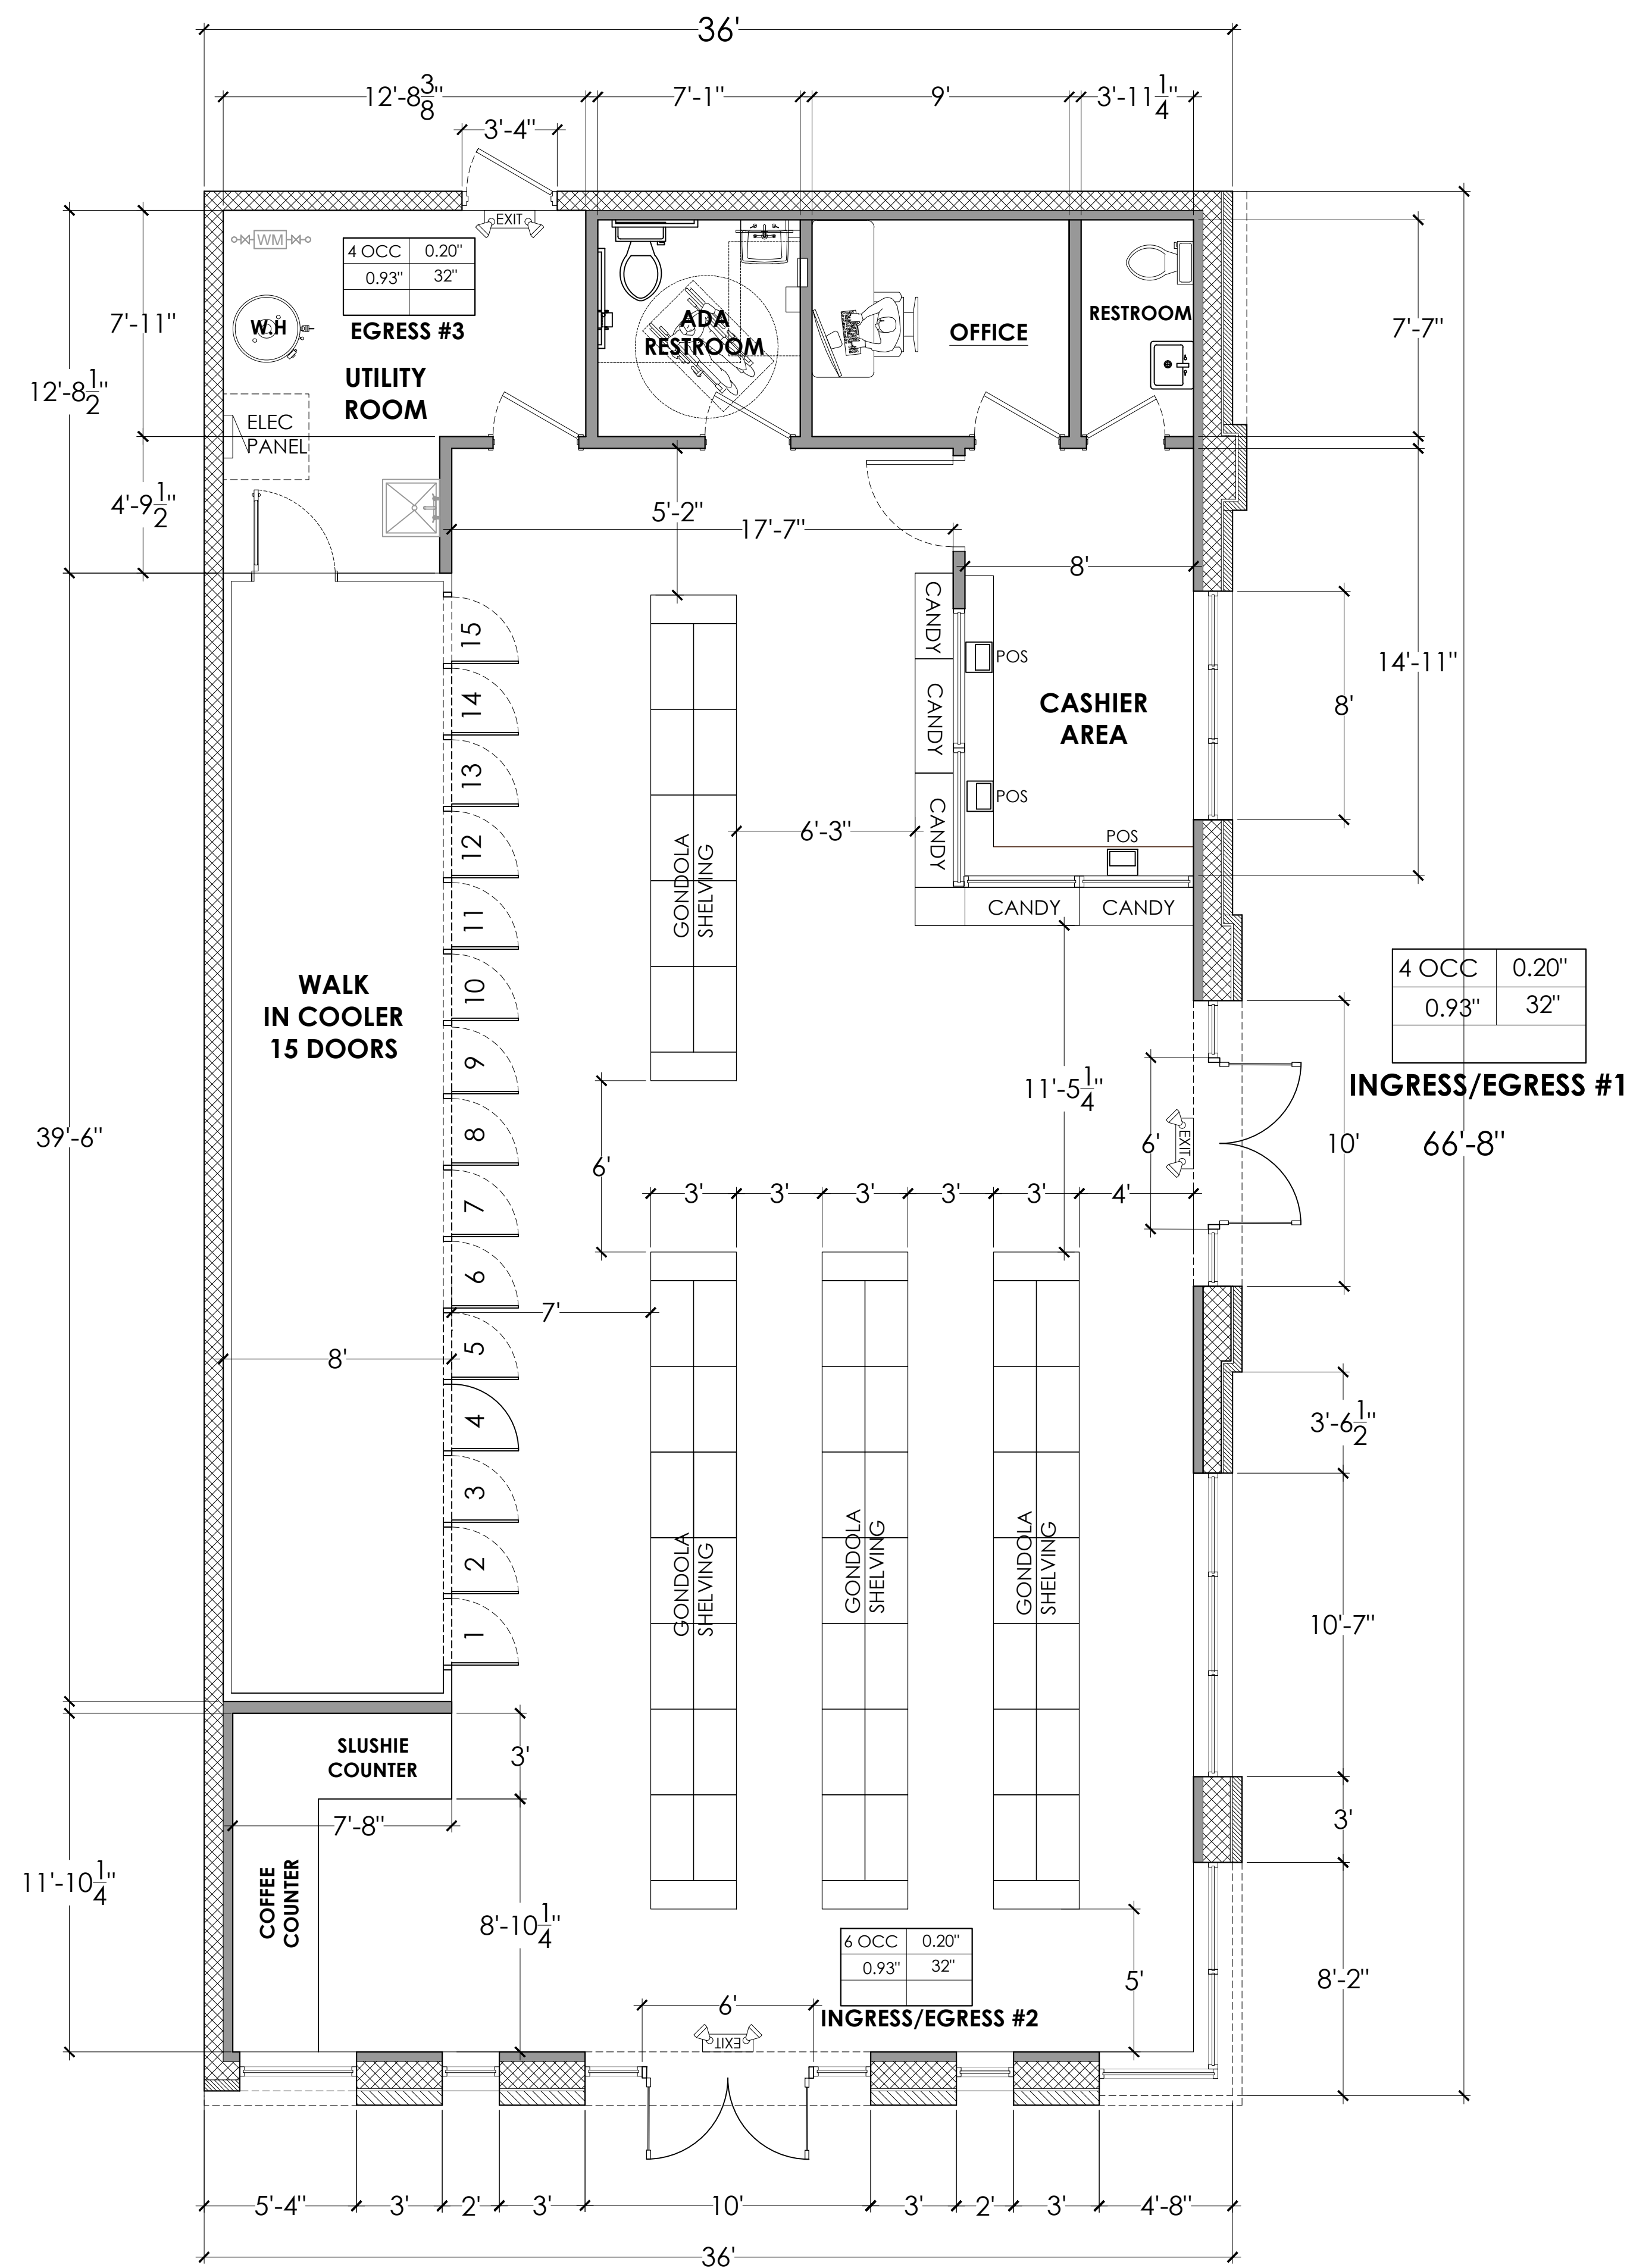 36'
12'-8 3/8"
7'-1"
9'
3'-11 1/4"
3'-4"
EXIT
WM
4 OCC 0.20"
0.93" 32"
EGRESS #3
W.H
7'-11"
12'-8 1/2"
4'-9 1/2"
UTILITY
ROOM
ELEC
PANEL
ADA
RESTROOM
OFFICE
RESTROOM
7'-7"
5'-2"
17'-7"
8'
CANDY
CANDY
CANDY
POS
POS
POS
CASHIER
AREA
CANDY
CANDY
14'-11"
8'
15
14
13
12
11
10
9
8
7
6
5
4
3
2
1
GONDOLA
SHELVING
6'-3"
WALK
IN COOLER
15 DOORS
39'-6"
8'
6'
11'-5 1/4"
6'
EXIT
10'
4 OCC 0.20"
0.93" 32"
INGRESS/EGRESS #1
66'-8"
3'
3'
3'
3'
3'
4'
7'
GONDOLA
SHELVING
GONDOLA
SHELVING
GONDOLA
SHELVING
3'-6 1/2"
10'-7"
3'
8'-2"
SLUSHIE
COUNTER
3'
7'-8"
COFFEE
COUNTER
11'-10 1/4"
8'-10 1/4"
6 OCC 0.20"
0.93" 32"
INGRESS/EGRESS #2
6'
EXIT
5'
5'-4"
3'
2'
3'
10'
3'
2'
3'
4'-8"
36'